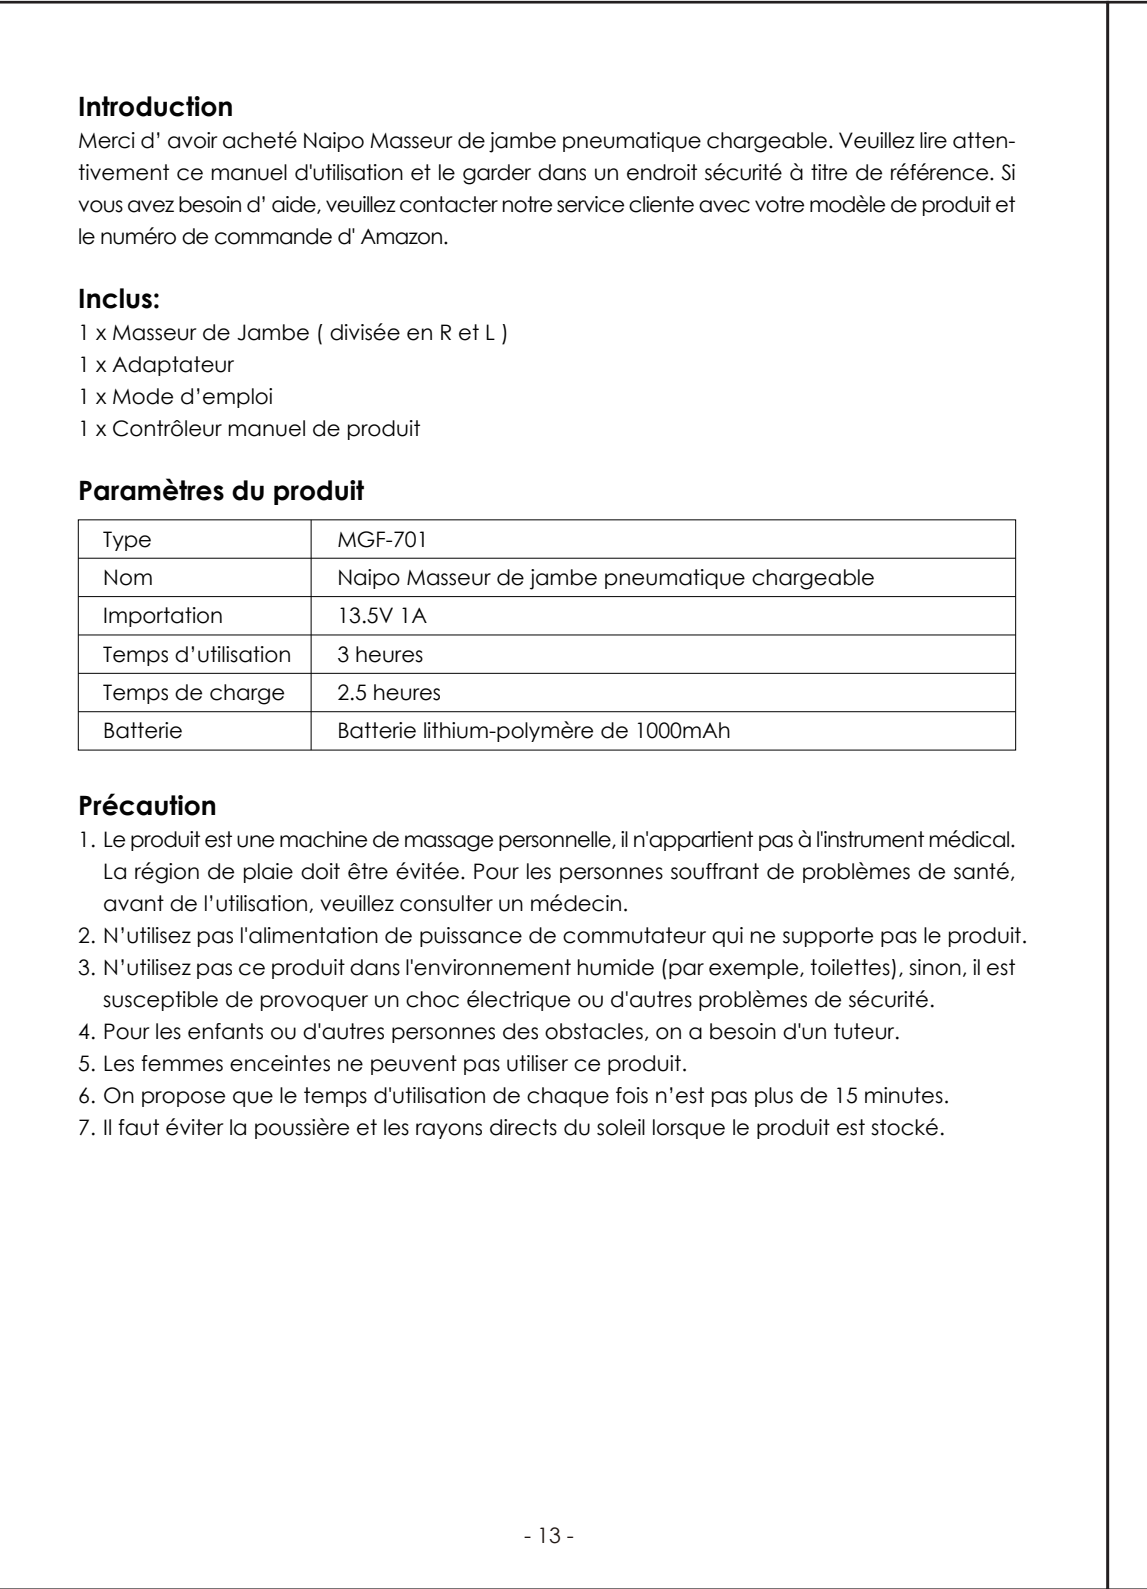 Introduction
Merci d’ avoir acheté Naipo Masseur de jambe pneumatique chargeable. Veuillez lire atten-
tivement ce manuel d'utilisation et le garder dans un endroit sécurité à titre de référence. Si
vous avez besoin d’ aide, veuillez contacter notre service cliente avec votre modèle de produit et
le numéro de commande d' Amazon.
Inclus:
1 x Masseur de Jambe ( divisée en R et L )
1 x Adaptateur
1 x Mode d’emploi
1 x Contrôleur manuel de produit
Paramètres du produit
Type MGF-701
Nom Naipo Masseur de jambe pneumatique chargeable
Importation 13.5V 1A
Temps d’utilisation 3 heures
Temps de charge 2.5 heures
Batterie Batterie lithium-polymère de 1000mAh
Précaution
1. Le produit est une machine de massage personnelle, il n'appartient pas à l'instrument médical.
La région de plaie doit être évitée. Pour les personnes souffrant de problèmes de santé,
avant de l’utilisation, veuillez consulter un médecin.
2. N’utilisez pas l'alimentation de puissance de commutateur qui ne supporte pas le produit.
3. N’utilisez pas ce produit dans l'environnement humide (par exemple, toilettes), sinon, il est
susceptible de provoquer un choc électrique ou d'autres problèmes de sécurité.
4. Pour les enfants ou d'autres personnes des obstacles, on a besoin d'un tuteur.
5. Les femmes enceintes ne peuvent pas utiliser ce produit.
6. On propose que le temps d'utilisation de chaque fois n’est pas plus de 15 minutes.
7. Il faut éviter la poussière et les rayons directs du soleil lorsque le produit est stocké.
- 13 -